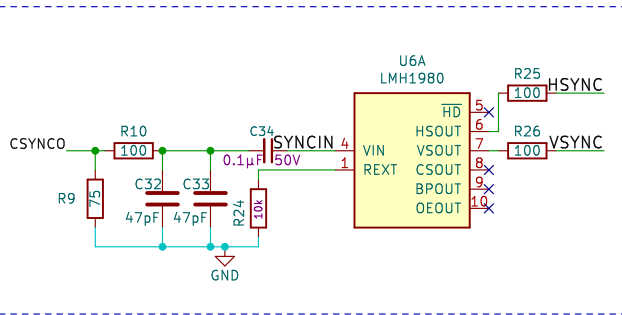 U6A
LMH1980
CSYNCO
R9
75
R10
100
C32
47pF
C33
47pF
C34
0.1µF
50V
SYNCIN
R24
10k
GND
4
VIN
1
REXT
HD
5
HSOUT
6
VSOUT
7
CSOUT
8
BPOUT
9
OEOUT
10
R25
100
HSYNC
R26
100
VSYNC